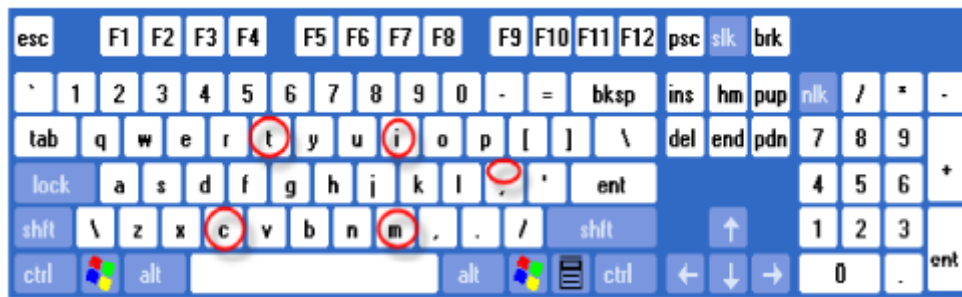 esc F1 F2 F3 F4 F5 F6 F7 F8 F9 F10 F11 F12 psc slk brk
` 1 2 3 4 5 6 7 8 9 0 - = bksp ins hm pup nlk / * -
tab q w e r t y u i o p [ ] \ del end pdn 7 8 9 +
lock a s d f g h j k l ; ' ent 4 5 6
shft \ z x c v b n m , . / shft ↑ 1 2 3 ent
ctrl alt alt ctrl ← ↓ → 0 .